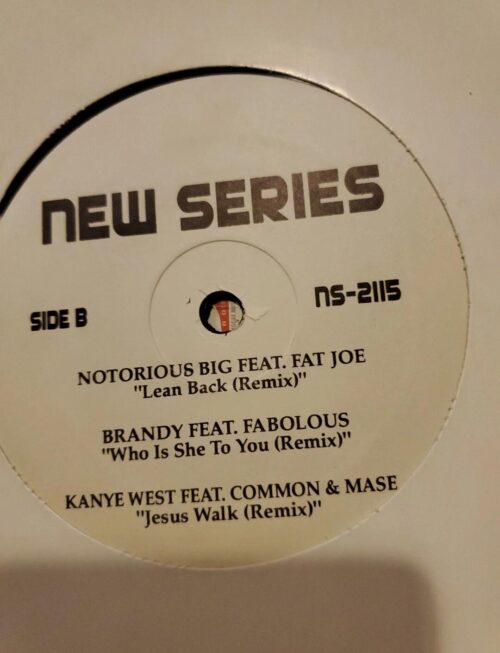 NEW SERIES
SIDE B
NS-2115
NOTORIOUS BIG FEAT. FAT JOE
"Lean Back (Remix)"
BRANDY FEAT. FABOLOUS
"Who Is She To You (Remix)"
KANYE WEST FEAT. COMMON & MASE
"Jesus Walk (Remix)"